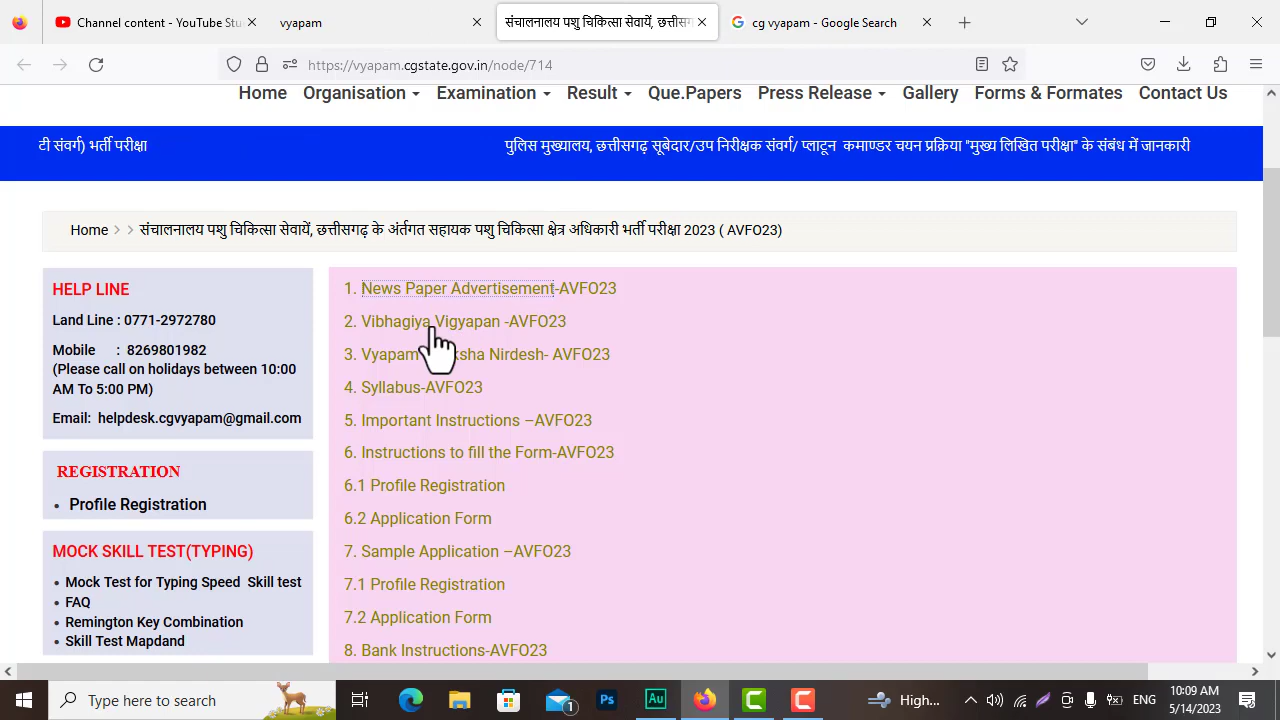 Channel content - YouTube Stu
vyapam
संचालनालय पशु चिकित्सा सेवायें, छत्तीसग
cg vyapam - Google Search
https://vyapam.cgstate.gov.in/node/714
Home Organisation Examination Result Que.Papers Press Release Gallery Forms & Formates Contact Us
टी संवर्ग) भर्ती परीक्षा
पुलिस मुख्यालय, छत्तीसगढ़ सूबेदार/उप निरीक्षक संवर्ग/ प्लाटून कमाण्डर चयन प्रक्रिया "मुख्य लिखित परीक्षा" के संबंध में जानकारी
Home >> संचालनालय पशु चिकित्सा सेवायें, छत्तीसगढ़ के अंर्तगत सहायक पशु चिकित्सा क्षेत्र अधिकारी भर्ती परीक्षा 2023 ( AVFO23)
HELP LINE
Land Line : 0771-2972780
Mobile : 8269801982
(Please call on holidays between 10:00
AM To 5:00 PM)
Email: helpdesk.cgvyapam@gmail.com
REGISTRATION
• Profile Registration
MOCK SKILL TEST(TYPING)
• Mock Test for Typing Speed Skill test
• FAQ
• Remington Key Combination
• Skill Test Mapdand
1. News Paper Advertisement-AVFO23
2. Vibhagiya Vigyapan -AVFO23
3. Vyapam Nirdesh- AVFO23
4. Syllabus-AVFO23
5. Important Instructions –AVFO23
6. Instructions to fill the Form-AVFO23
6.1 Profile Registration
6.2 Application Form
7. Sample Application –AVFO23
7.1 Profile Registration
7.2 Application Form
8. Bank Instructions-AVFO23
Type here to search
1
Ps
Au
High...
ENG
10:09 AM
5/14/2023